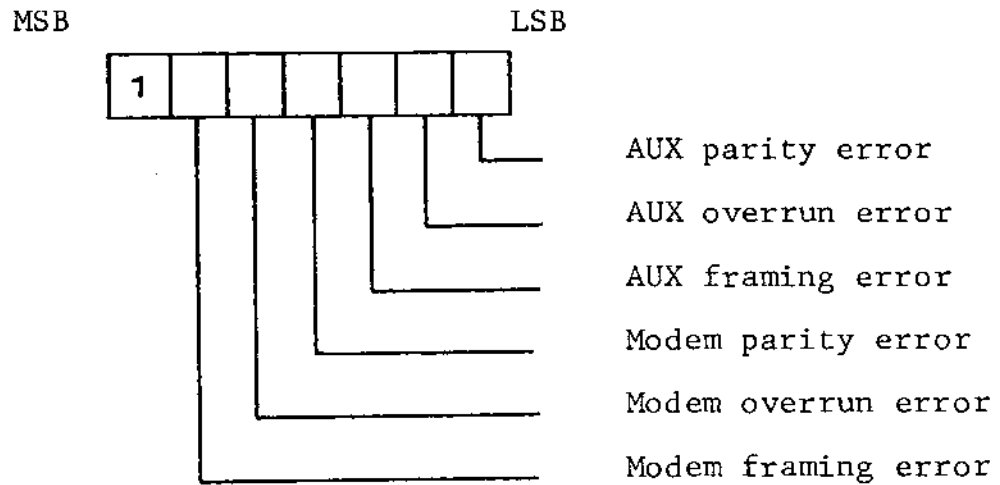 MSB LSB
1
AUX parity error
AUX overrun error
AUX framing error
Modem parity error
Modem overrun error
Modem framing error